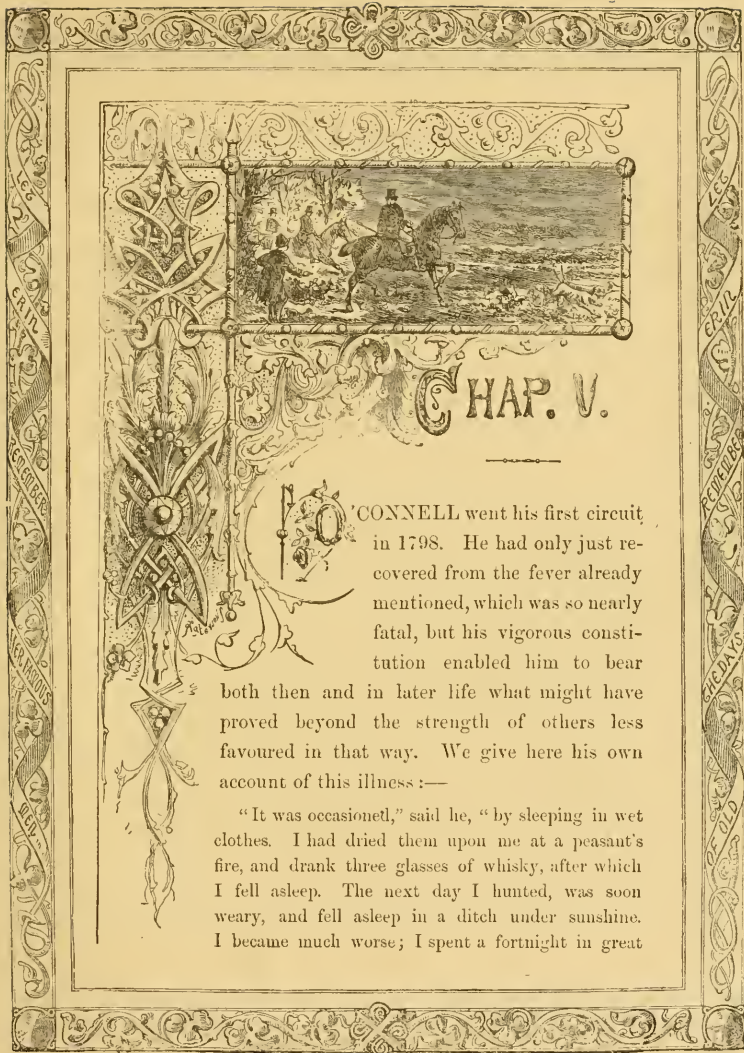 CHAP. V.
O'CONNELL went his first circuit
in 1798. He had only just re-
covered from the fever already
mentioned, which was so nearly
fatal, but his vigorous consti-
tution enabled him to bear
both then and in later life what might have
proved beyond the strength of others less
favoured in that way. We give here his own
account of this illness :—
"It was occasioned," said he, "by sleeping in wet
clothes. I had dried them upon me at a peasant's
fire, and drank three glasses of whisky, after which
I fell asleep. The next day I hunted, was soon
weary, and fell asleep in a ditch under sunshine.
I became much worse; I spent a fortnight in great
LEG
ERIN
REMEMBER
LEG
ERIN
REMEMBER
THE DAYS
OF OLD